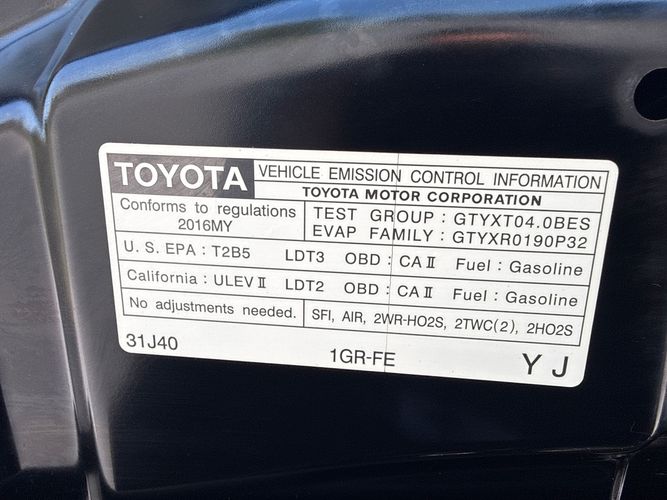 TOYOTA VEHICLE EMISSION CONTROL INFORMATION
TOYOTA MOTOR CORPORATION
Conforms to regulations
2016MY
TEST GROUP : GTYXT04.0BES
EVAP FAMILY : GTYXR0190P32
U. S. EPA : T2B5 LDT3 OBD : CA II Fuel : Gasoline
California : ULEV II LDT2 OBD : CA II Fuel : Gasoline
No adjustments needed. SFI, AIR, 2WR-HO2S, 2TWC(2), 2HO2S
31J40 1GR-FE Y J